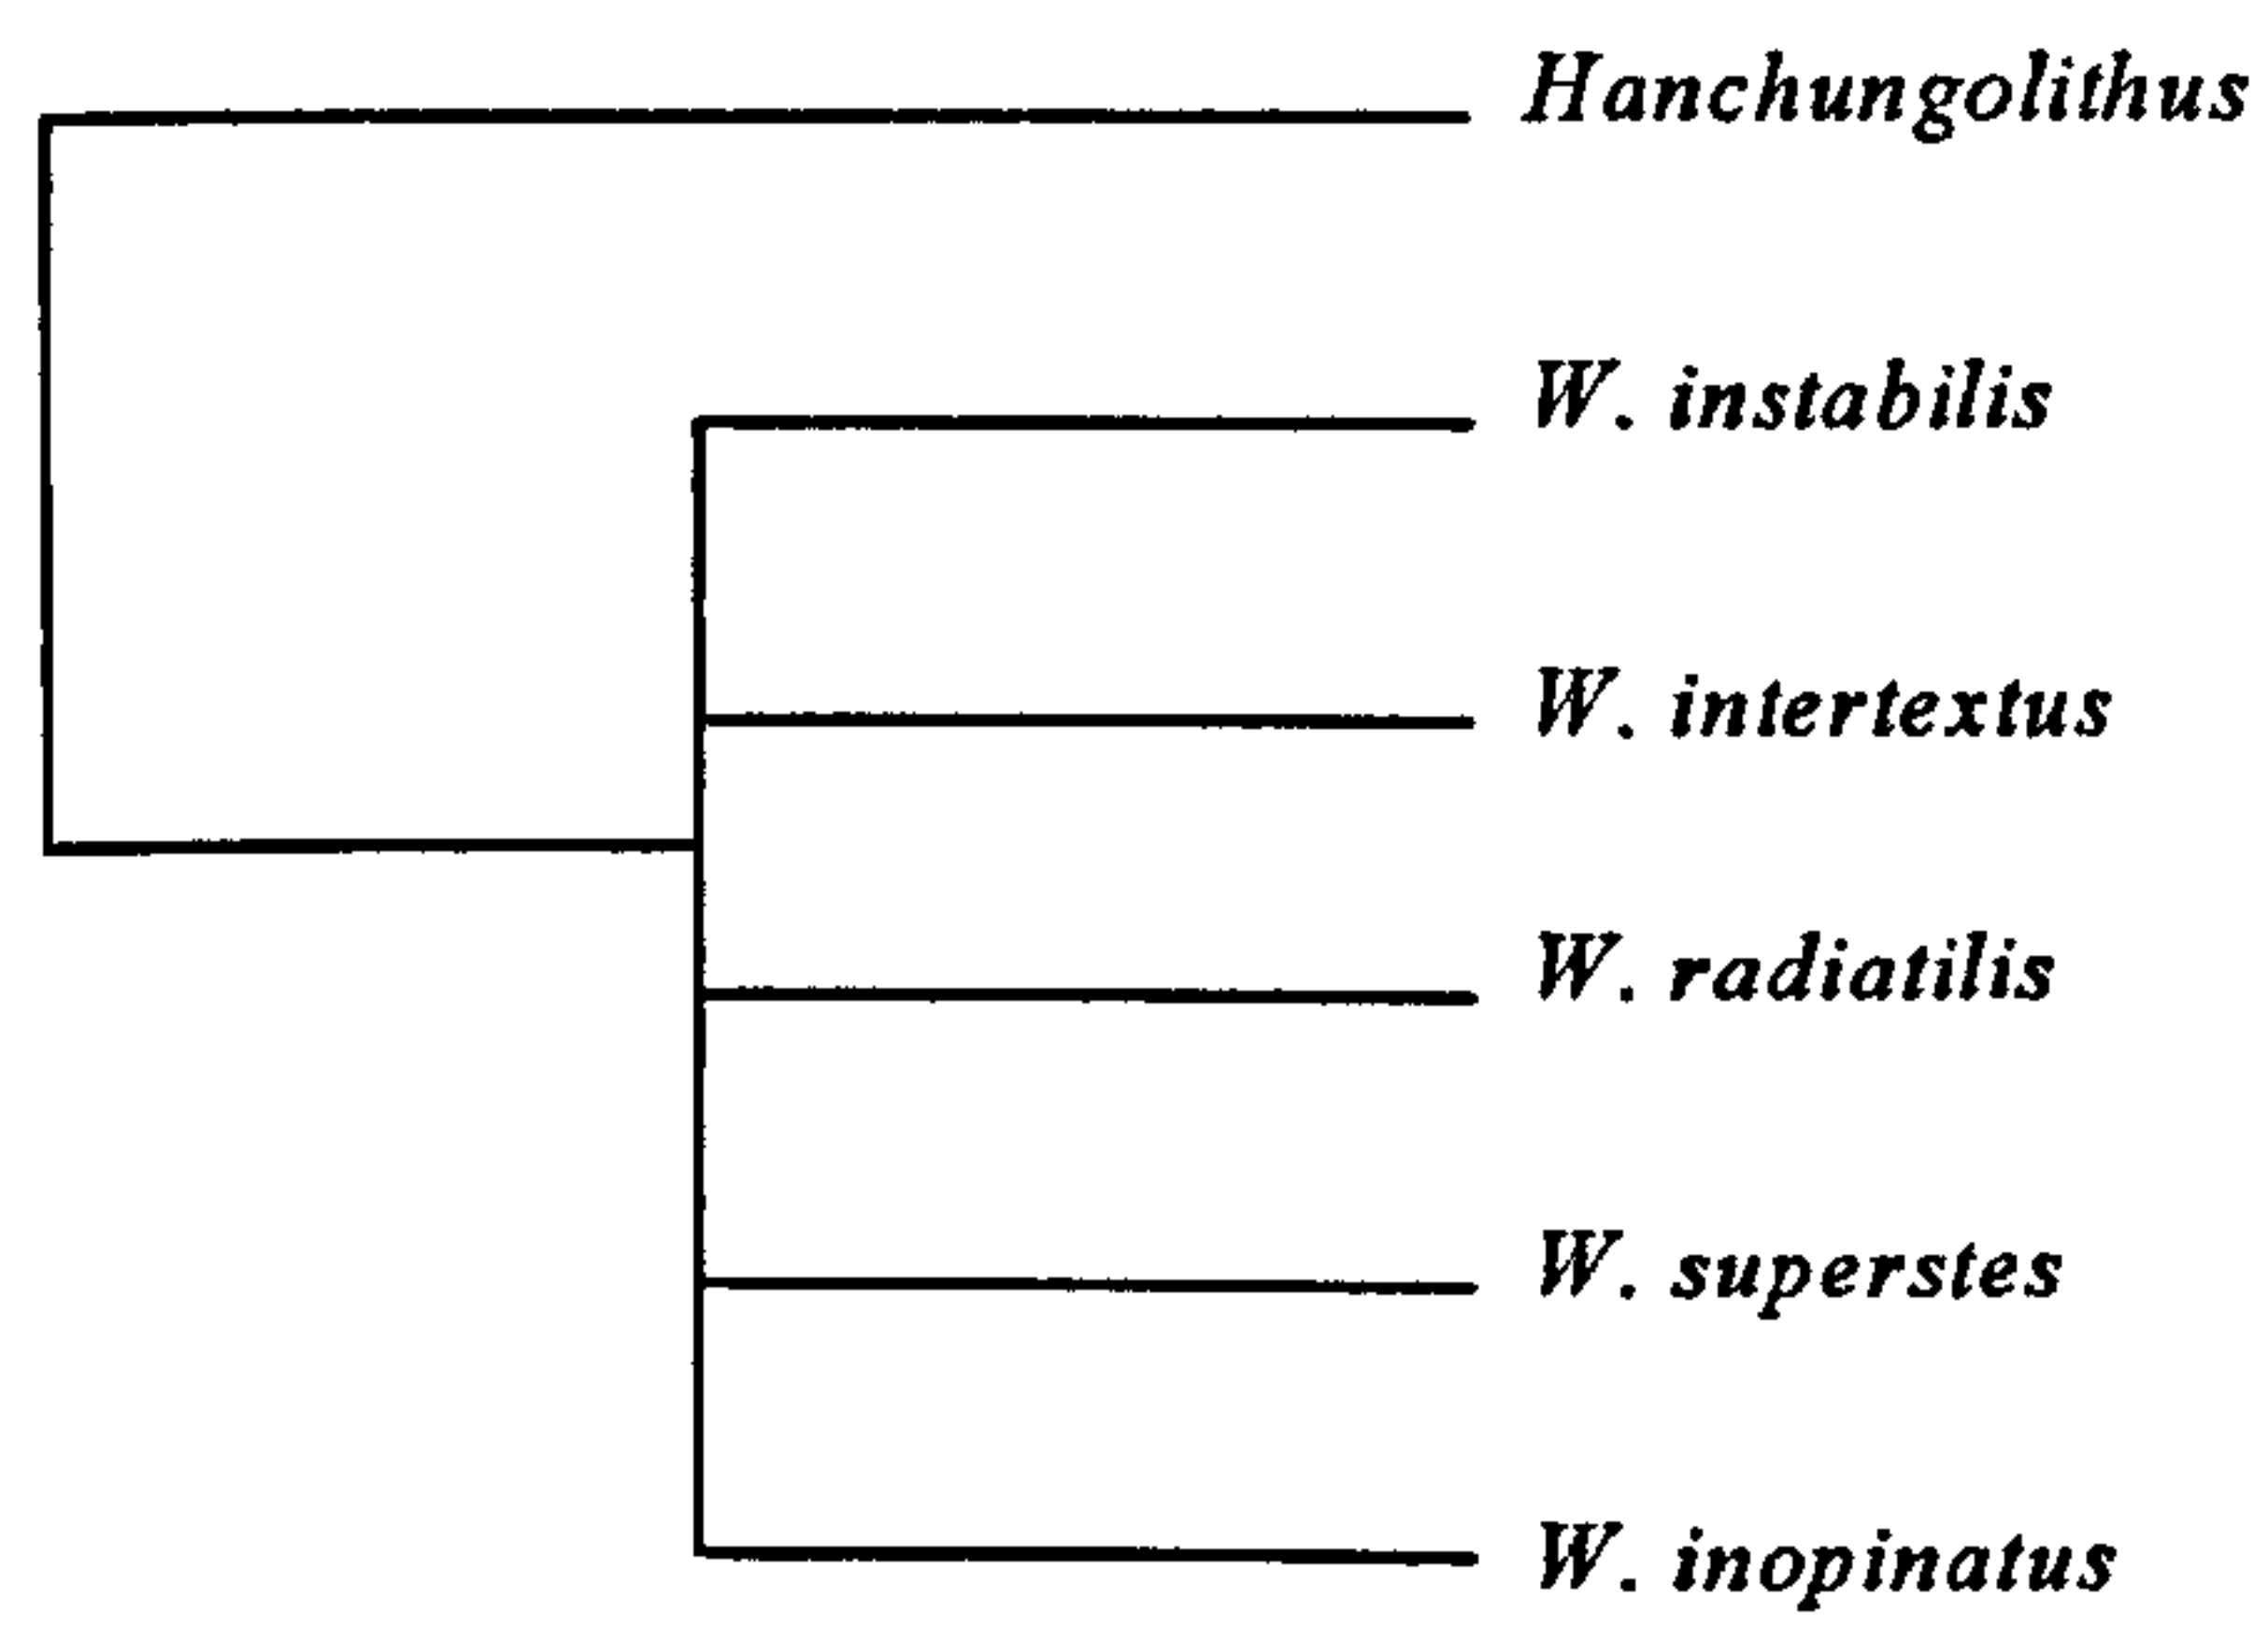 Hanchungolithus
W. instabilis
W. intertextus
W. radiatilis
W. superstes
W. inopinatus